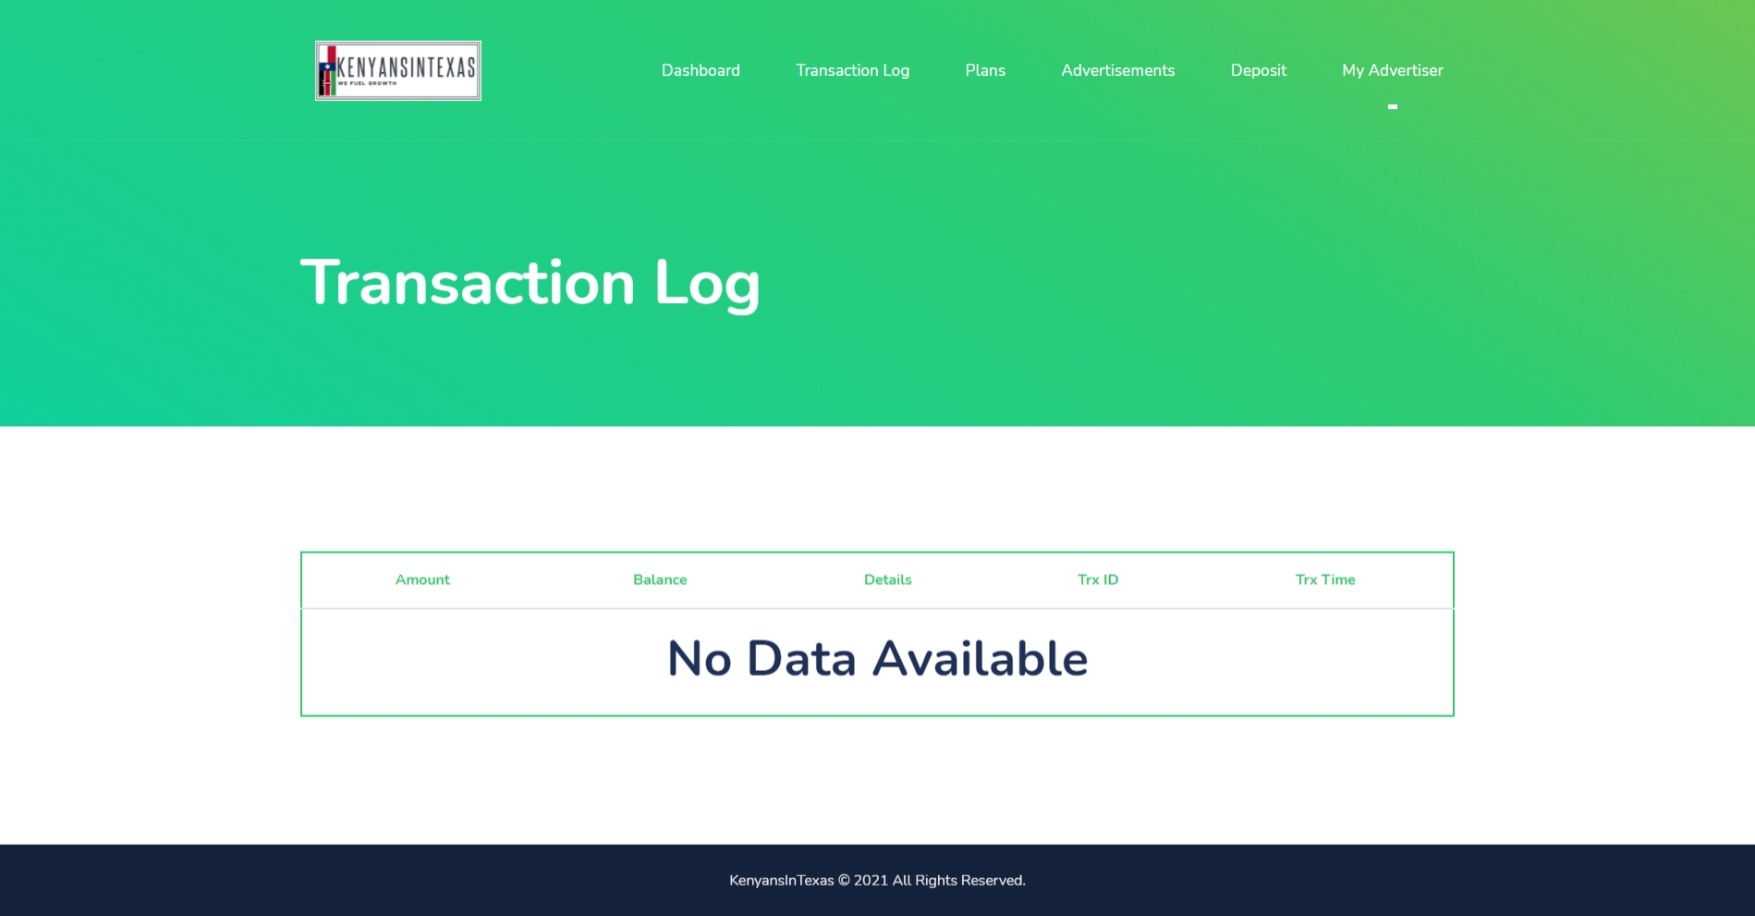 KENYANSINTEXAS
WE FUEL GROWTH
Dashboard Transaction Log Plans Advertisements Deposit My Advertiser
Transaction Log
Amount Balance Details Trx ID Trx Time
No Data Available
KenyansInTexas © 2021 All Rights Reserved.